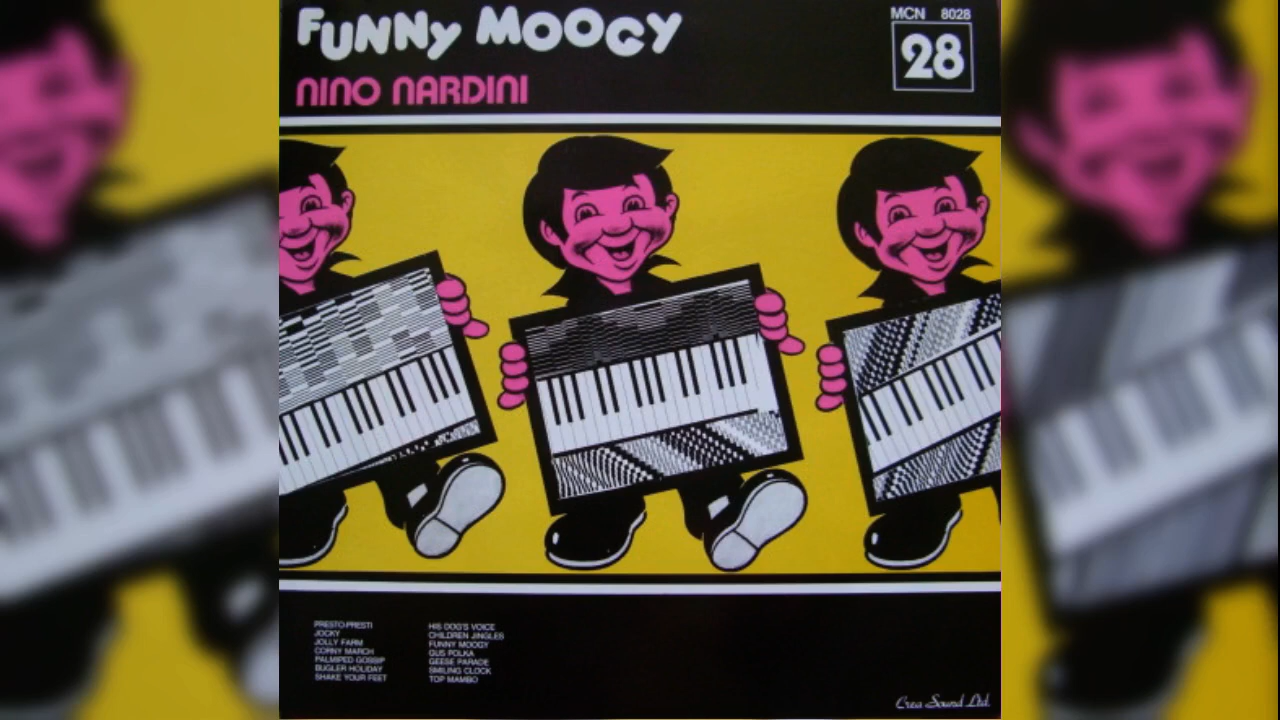 FUNNY MOOGY
NINO NARDINI
MCN 8028
28
PRESTO-PRESTI
JOCKY
JOLLY FARM
CORNY MARCH
PALMIPED GOSSIP
BUGLER HOLIDAY
SHAKE YOUR FEET
HIS DOG'S VOICE
CHILDREN JINGLES
FUNNY MOOGY
GUS POLKA
GEESE PARADE
SMILING CLOCK
TOP MAMBO
Crea Sound Ltd.